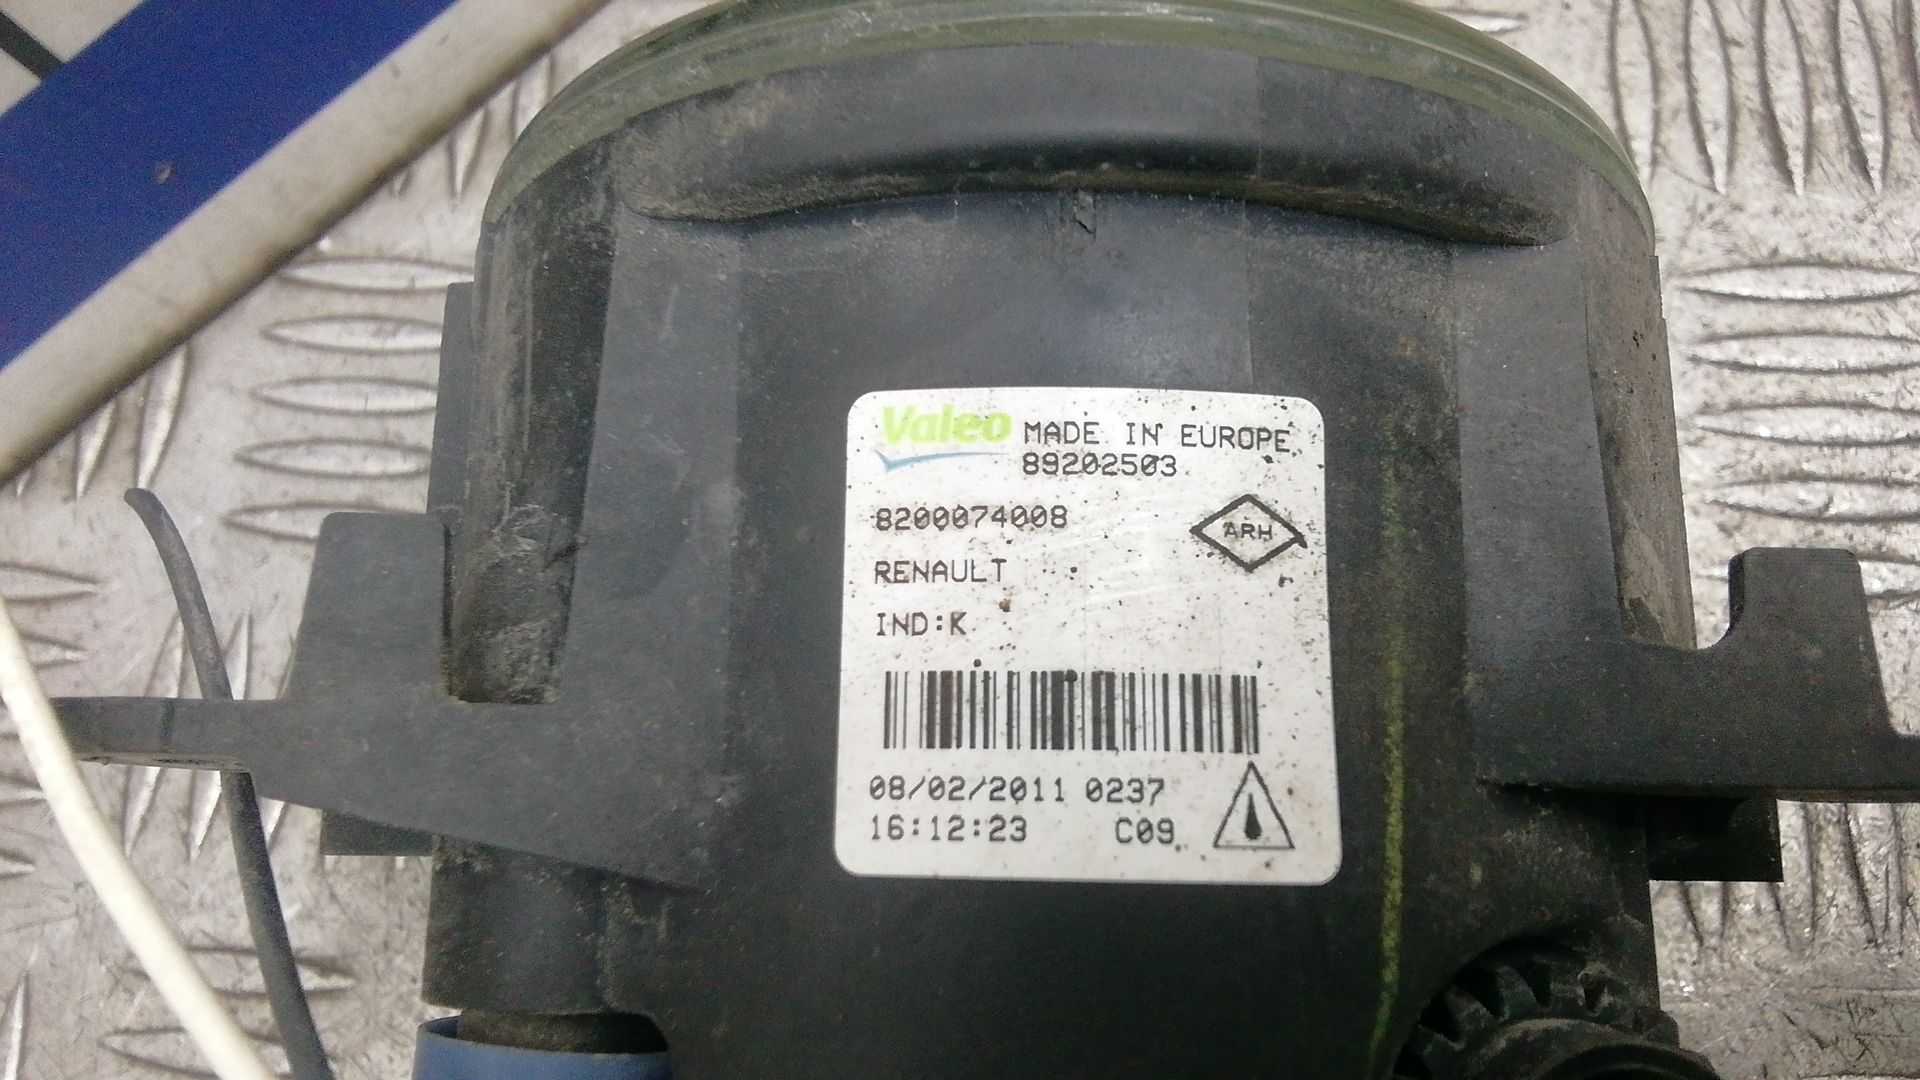 Valeo MADE IN EUROPE
89202503
8200074008
ARH
RENAULT
IND:K
08/02/2011 0237
16:12:23 C09